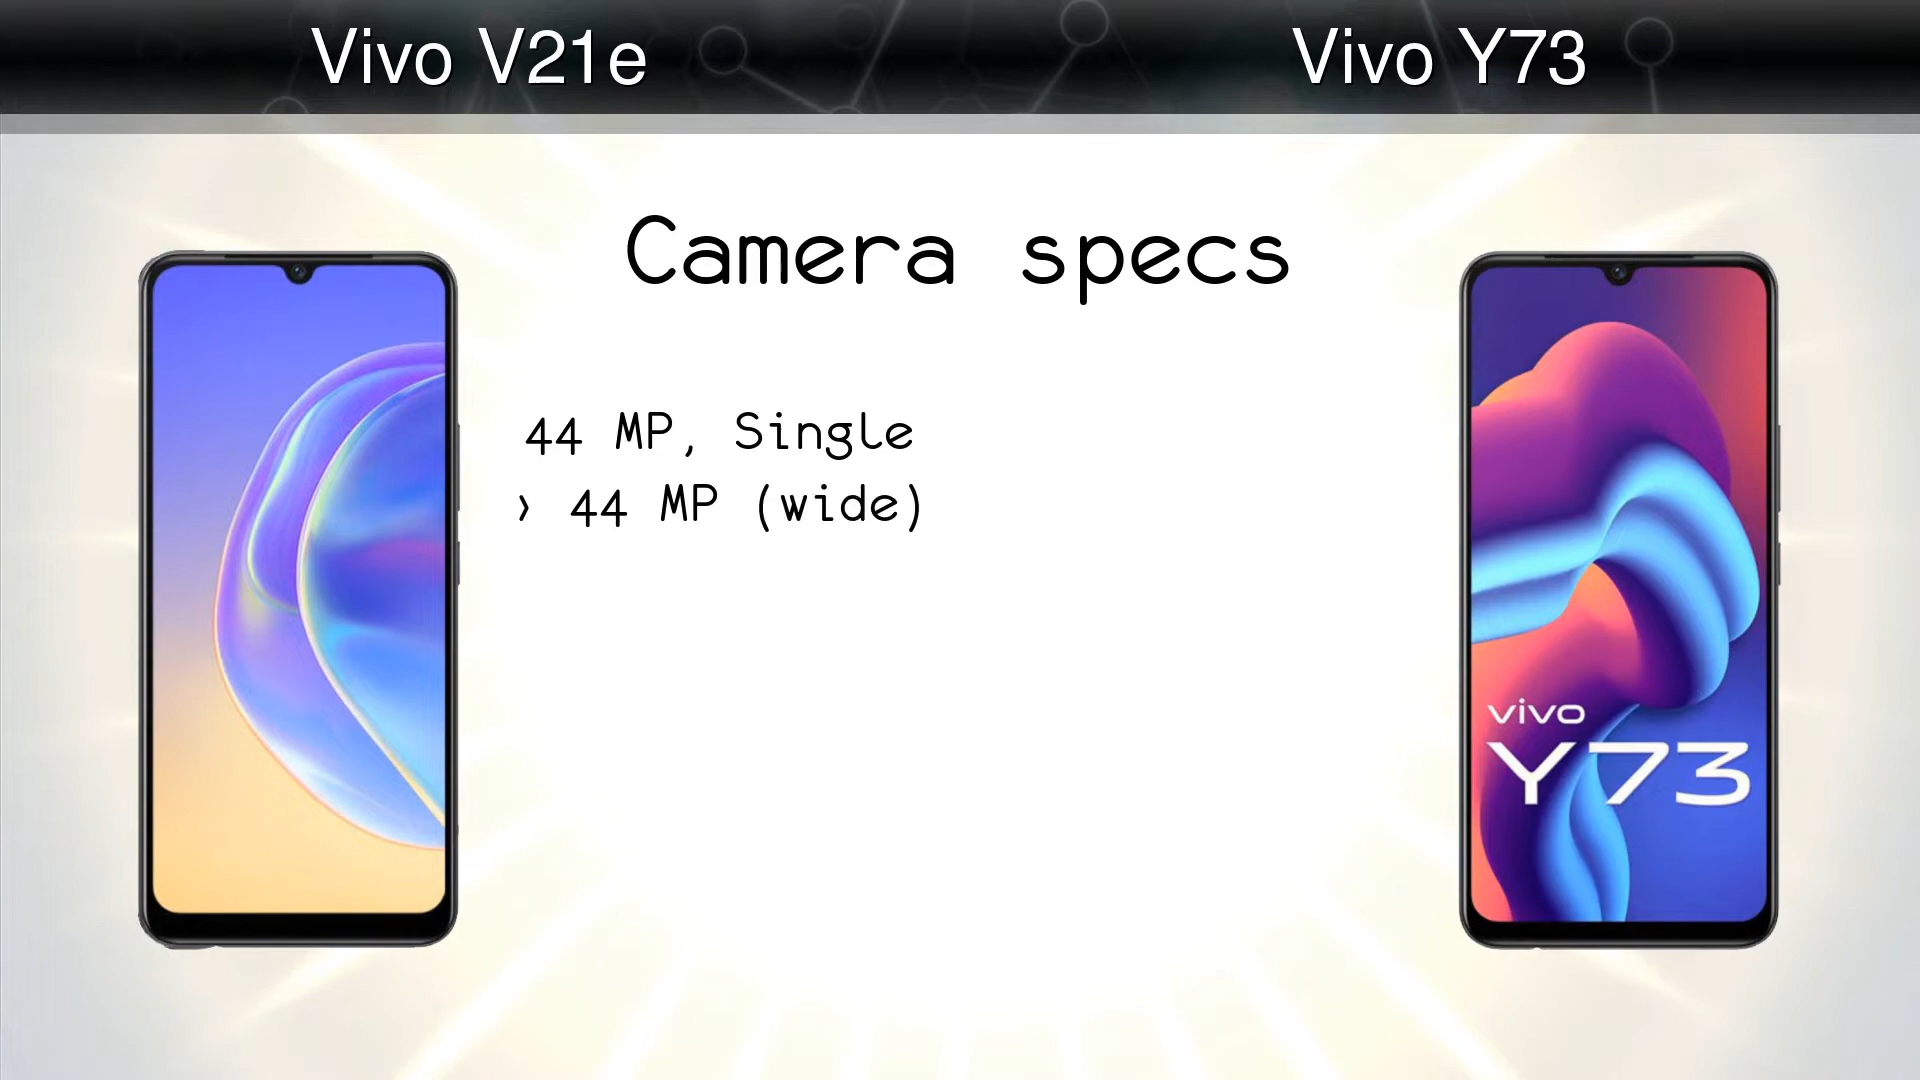 Vivo V21e
Vivo Y73
Camera specs
44 MP, Single
› 44 MP (wide)
vivo
Y73